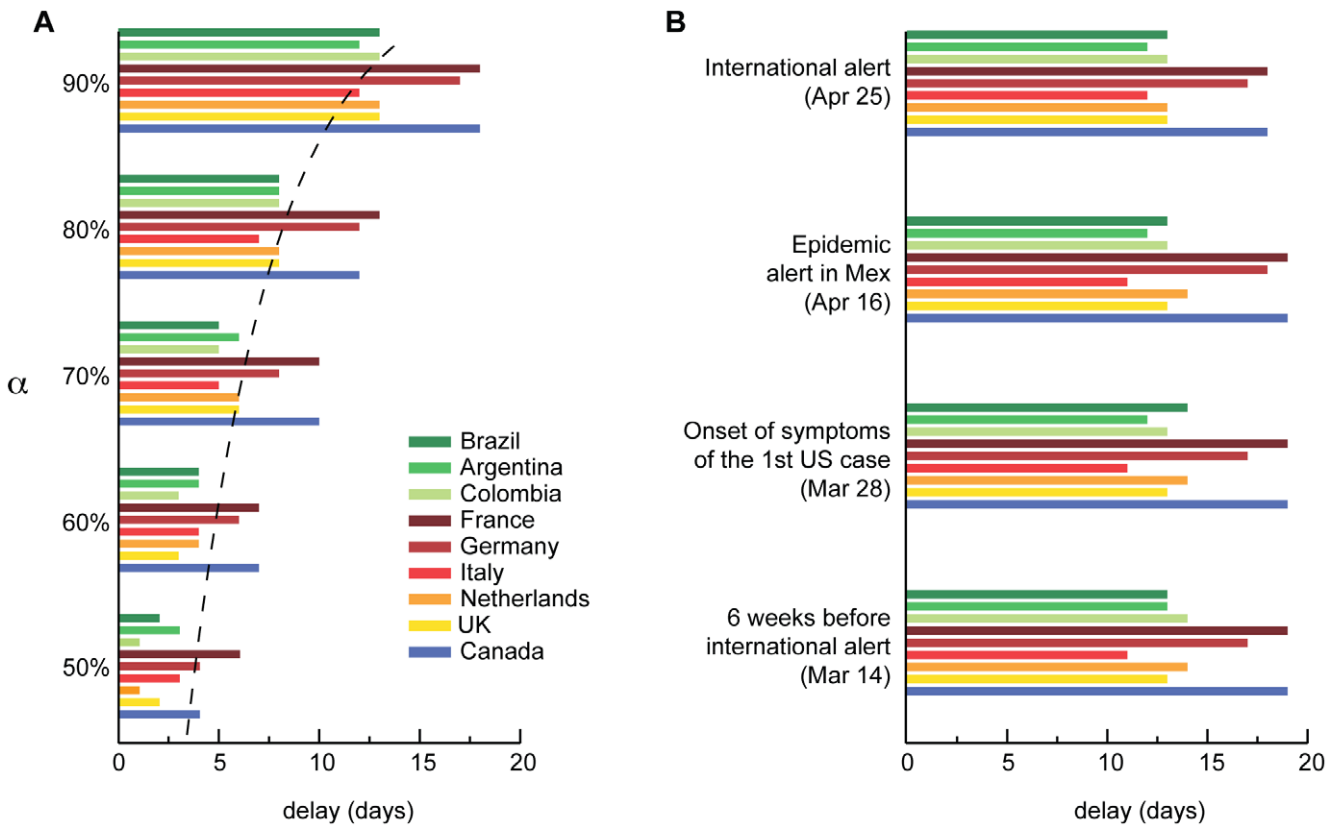 A
90%
80%
70%
α
60%
50%
Brazil
Argentina
Colombia
France
Germany
Italy
Netherlands
UK
Canada
0 5 10 15 20
delay (days)
B
International alert
(Apr 25)
Epidemic
alert in Mex
(Apr 16)
Onset of symptoms
of the 1st US case
(Mar 28)
6 weeks before
international alert
(Mar 14)
0 5 10 15 20
delay (days)